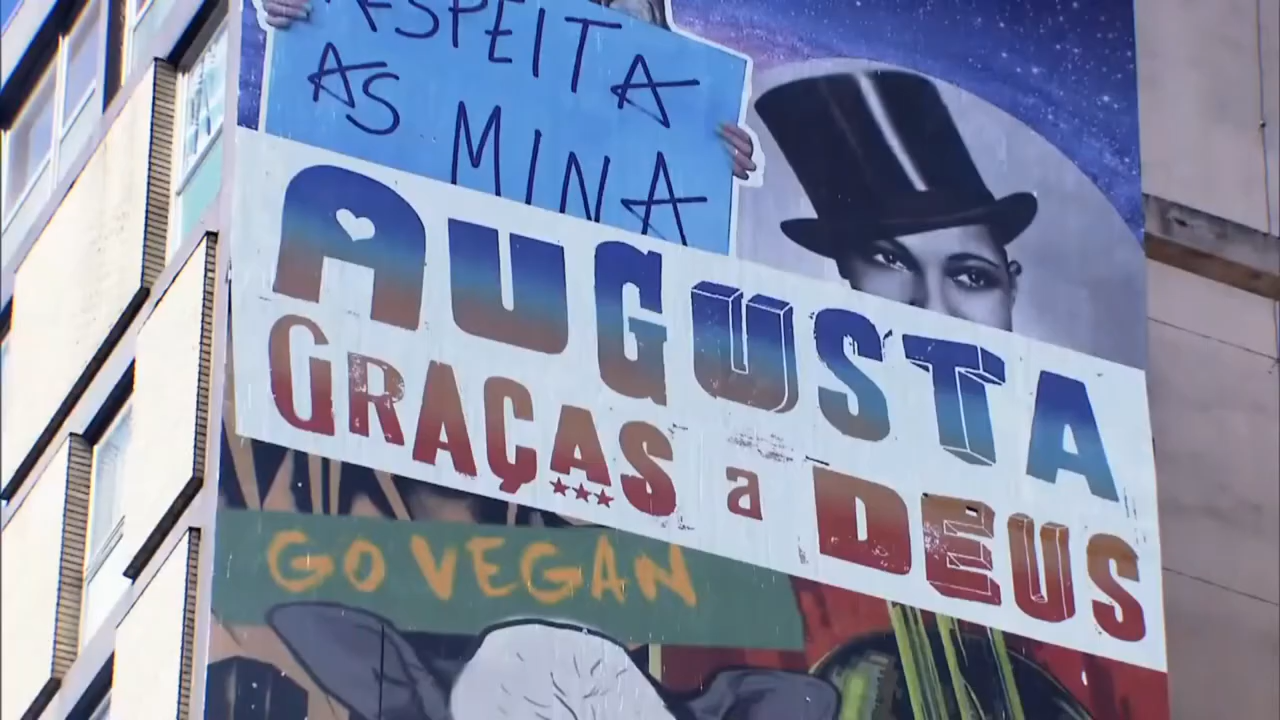 RESPEITA
AS MINA
AUGUSTA
GRAÇAS a DEUS
GO VEGAN